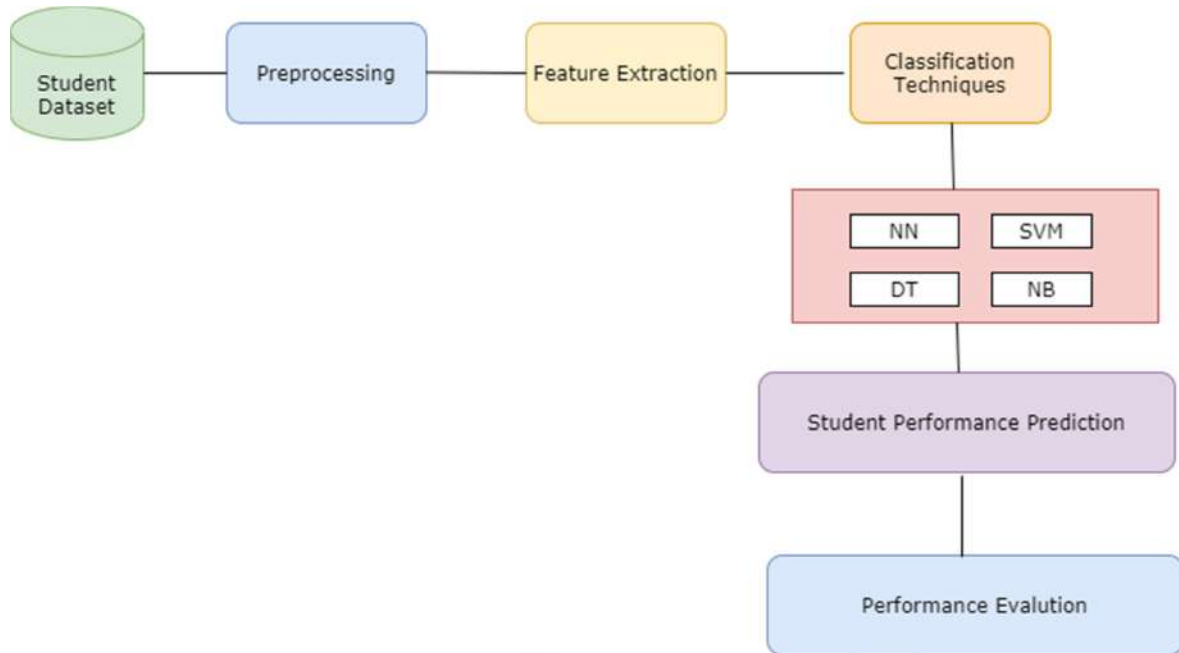 Student
Dataset
Preprocessing
Feature Extraction
Classification
Techniques
NN
SVM
DT
NB
Student Performance Prediction
Performance Evalution